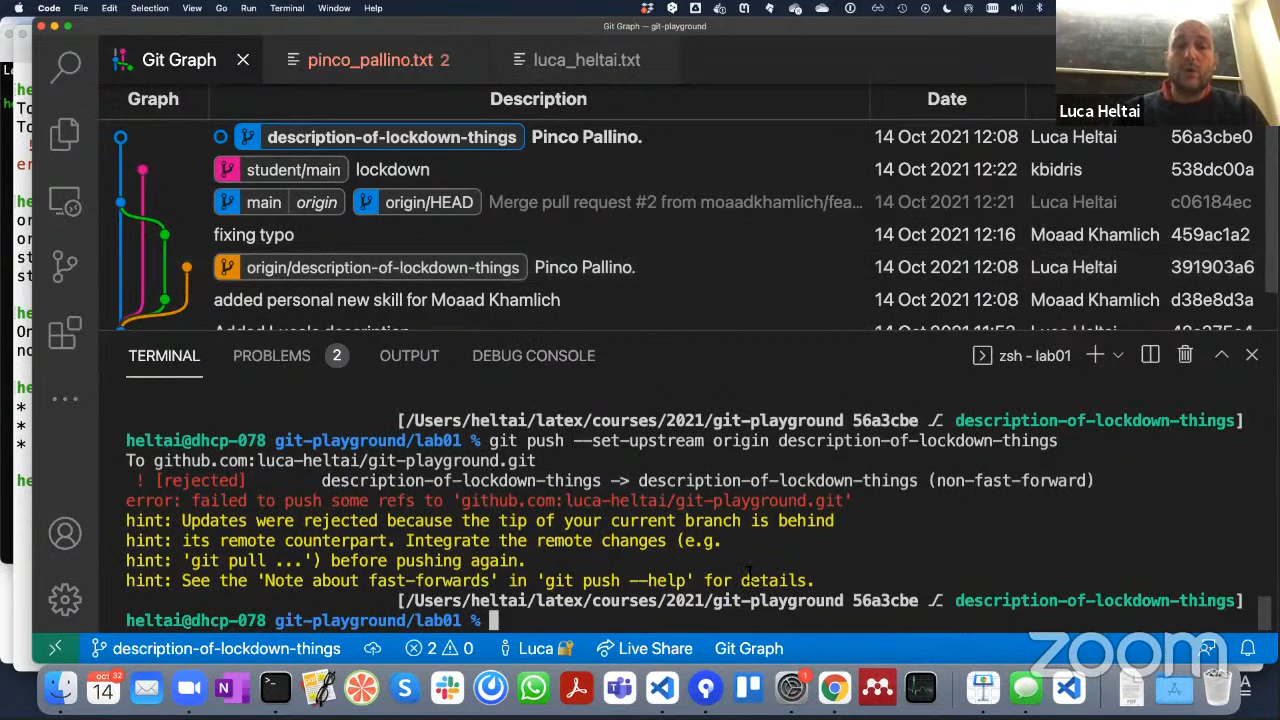 Code File Edit Selection View Go Run Terminal Window Help
Git Graph — git-playground
Git Graph
pinco_pallino.txt 2
luca_heltai.txt
Graph Description Date
description-of-lockdown-things Pinco Pallino. 14 Oct 2021 12:08 Luca Heltai 56a3cbe0
student/main lockdown 14 Oct 2021 12:22 kbidris 538dc00a
main origin origin/HEAD Merge pull request #2 from moaadkhamlich/fea... 14 Oct 2021 12:21 Luca Heltai c06184ec
fixing typo 14 Oct 2021 12:16 Moaad Khamlich 459ac1a2
origin/description-of-lockdown-things Pinco Pallino. 14 Oct 2021 12:08 Luca Heltai 391903a6
added personal new skill for Moaad Khamlich 14 Oct 2021 12:08 Moaad Khamlich d38e8d3a
Luca Heltai
TERMINAL PROBLEMS 2 OUTPUT DEBUG CONSOLE zsh - lab01
[/Users/heltai/latex/courses/2021/git-playground 56a3cbe ⌥ description-of-lockdown-things]
heltai@dhcp-078 git-playground/lab01 % git push --set-upstream origin description-of-lockdown-things
To github.com:luca-heltai/git-playground.git
! [rejected] description-of-lockdown-things -> description-of-lockdown-things (non-fast-forward)
error: failed to push some refs to 'github.com:luca-heltai/git-playground.git'
hint: Updates were rejected because the tip of your current branch is behind
hint: its remote counterpart. Integrate the remote changes (e.g.
hint: 'git pull ...') before pushing again.
hint: See the 'Note about fast-forwards' in 'git push --help' for details.
[/Users/heltai/latex/courses/2021/git-playground 56a3cbe ⌥ description-of-lockdown-things]
heltai@dhcp-078 git-playground/lab01 %
description-of-lockdown-things 2 0 Luca Live Share Git Graph
zoom
OCT 32
14
1